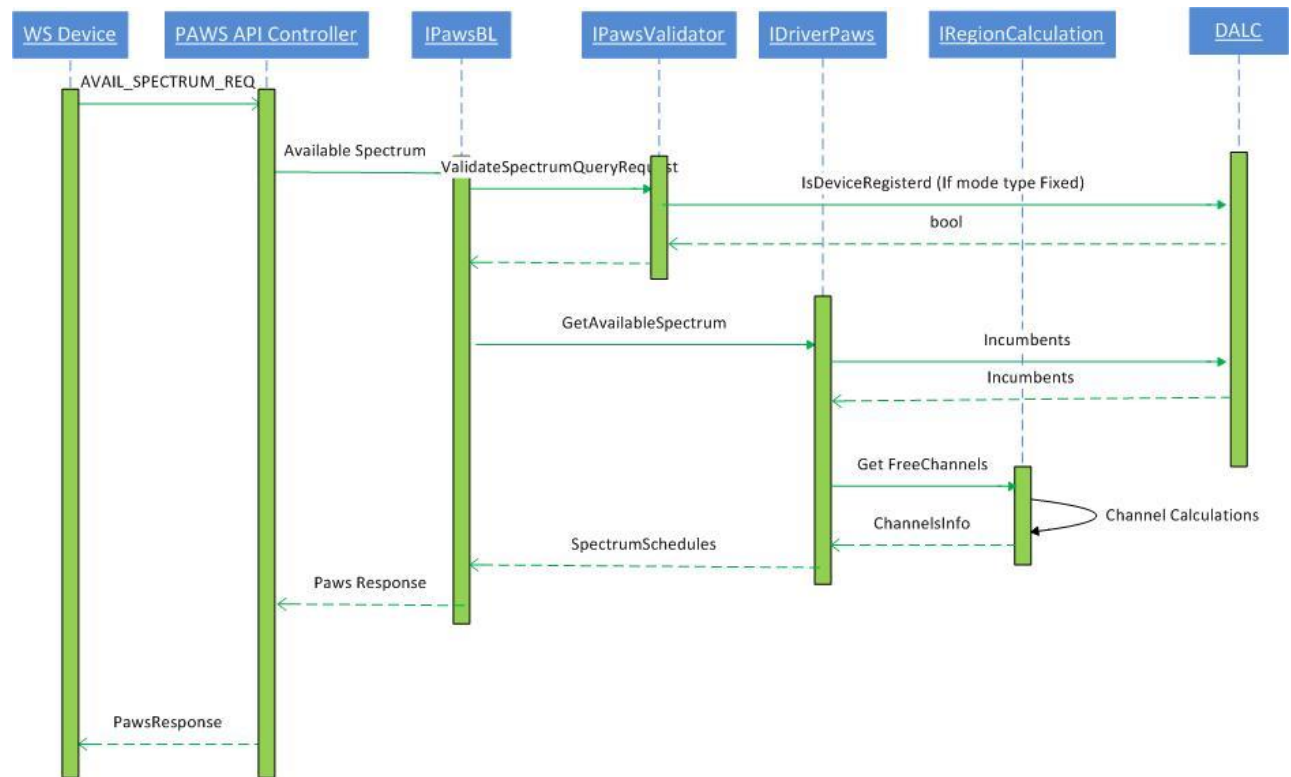 WS Device
PAWS API Controller
IPawsBL
IPawsValidator
IDriverPaws
IRegionCalculation
DALC
AVAIL_SPECTRUM_REQ
Available Spectrum
ValidateSpectrumQueryRequest
IsDeviceRegisterd (If mode type Fixed)
bool
GetAvailableSpectrum
Incumbents
Incumbents
Get FreeChannels
Channel Calculations
ChannelsInfo
SpectrumSchedules
Paws Response
PawsResponse